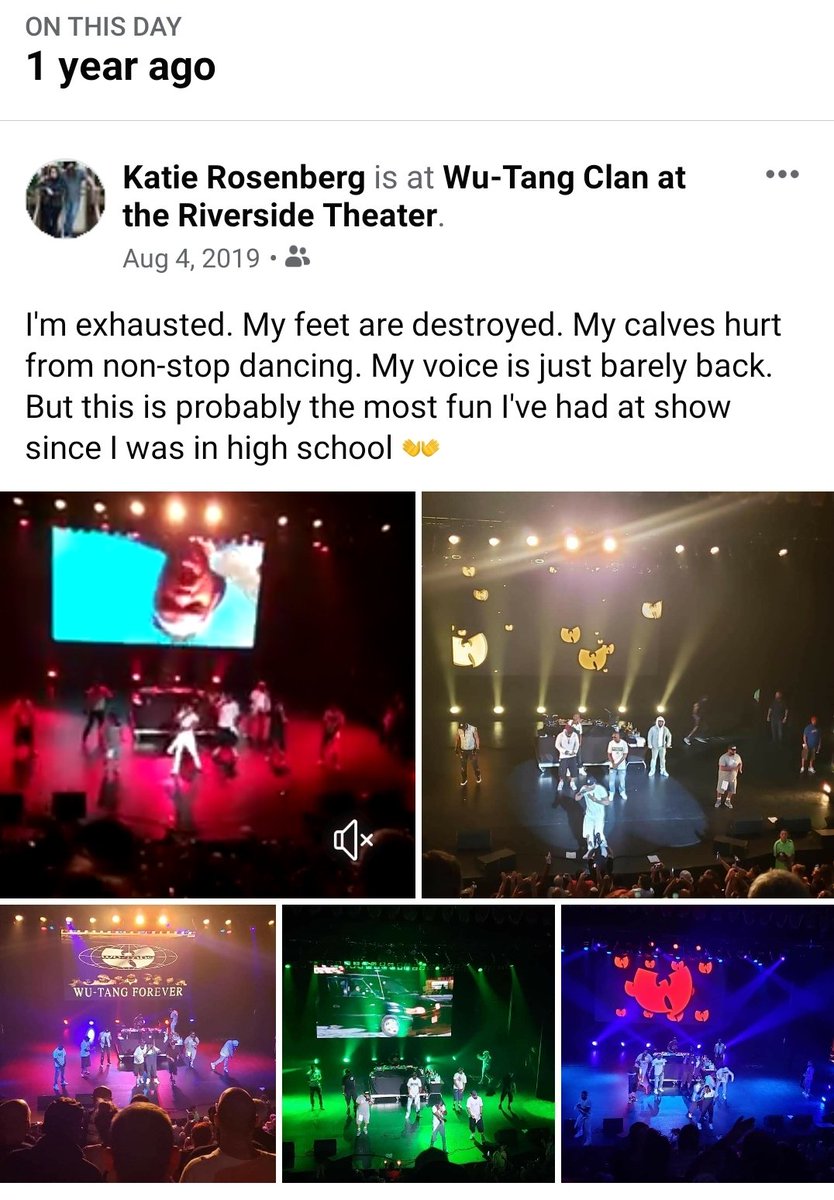 ON THIS DAY
1 year ago
Katie Rosenberg is at Wu-Tang Clan at
the Riverside Theater.
Aug 4, 2019 •
I'm exhausted. My feet are destroyed. My calves hurt
from non-stop dancing. My voice is just barely back.
But this is probably the most fun I've had at show
since I was in high school 👐
WU-TANG FOREVER